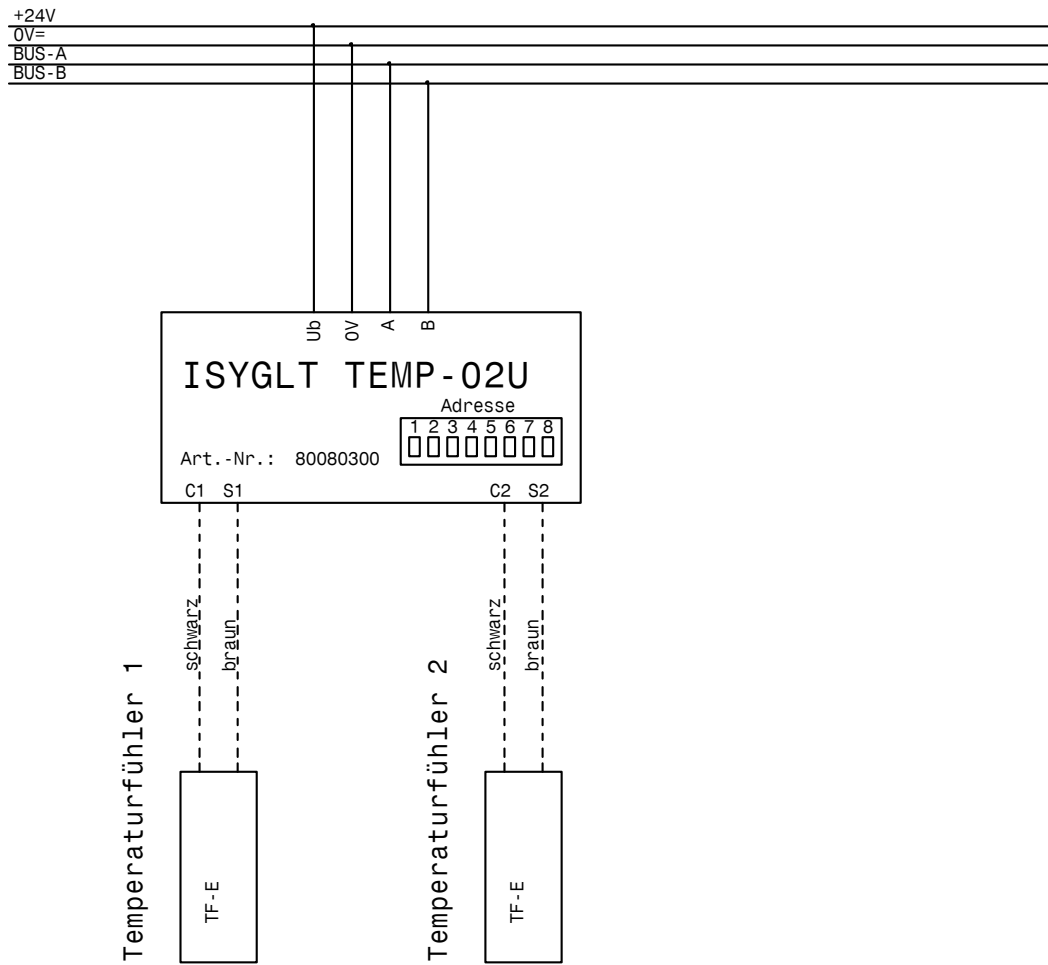 +24V
0V=
BUS-A
BUS-B
Ub 0V A B
ISYGLT TEMP-02U
Adresse
1 2 3 4 5 6 7 8
Art.-Nr.: 80080300
C1 S1 C2 S2
schwarz
braun
schwarz
braun
Temperaturfühler 1
TF-E
Temperaturfühler 2
TF-E